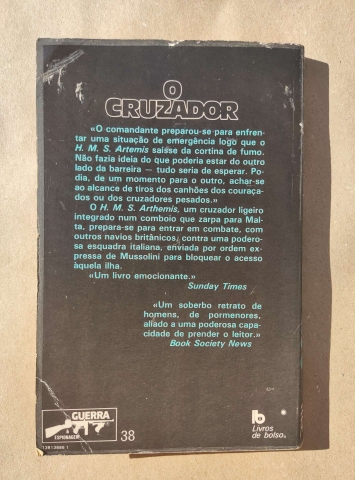 O
CRUZADOR
«O comandante preparou-se para enfren-
tar uma situação de emergência logo que o
H. M. S. Artemis saísse da cortina de fumo.
Não fazia ideia do que poderia estar do outro
lado da barreira — tudo seria de esperar. Po-
dia, de um momento para o outro, achar-se
ao alcance de tiros dos canhões dos couraça-
dos ou dos cruzadores pesados.»
O H. M. S. Arthemis, um cruzador ligeiro
integrado num comboio que zarpa para Mal-
ta, prepara-se para entrar em combate, com
outros navios britânicos, contra uma podero-
sa esquadra italiana, enviada por ordem ex-
pressa de Mussolini para bloquear o acesso
àquela ilha.
«Um livro emocionante.»
Sunday Times
«Um soberbo retrato de
homens, de pormenores,
aliado a uma poderosa capa-
cidade de prender o leitor.»
Book Society News
GUERRA
&
ESPIONAGEM
38
Livros
de bolso